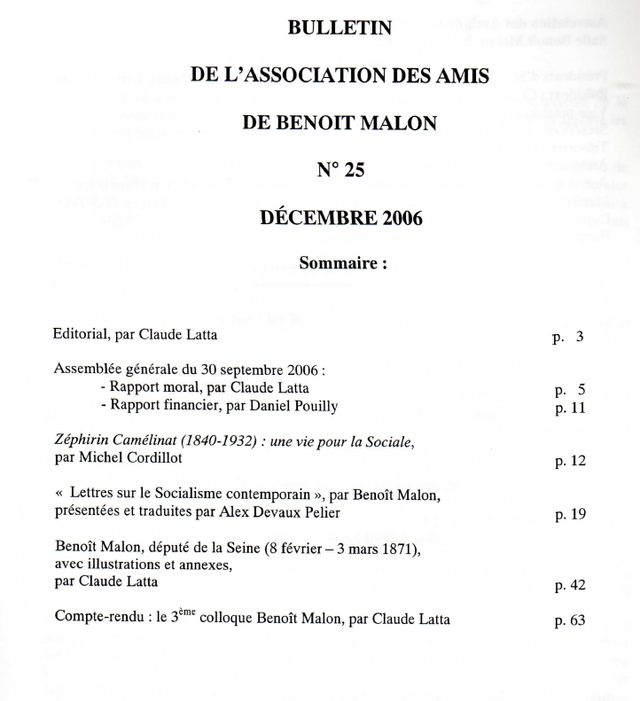 BULLETIN
DE L'ASSOCIATION DES AMIS
DE BENOIT MALON
N° 25
DÉCEMBRE 2006
Sommaire :
Editorial, par Claude Latta p. 3
Assemblée générale du 30 septembre 2006 :
- Rapport moral, par Claude Latta p. 5
- Rapport financier, par Daniel Pouilly p. 11
Zéphirin Camélinat (1840-1932) : une vie pour la Sociale,
par Michel Cordillot p. 12
« Lettres sur le Socialisme contemporain », par Benoît Malon,
présentées et traduites par Alex Devaux Pelier p. 19
Benoît Malon, député de la Seine (8 février – 3 mars 1871),
avec illustrations et annexes,
par Claude Latta p. 42
Compte-rendu : le 3ème colloque Benoît Malon, par Claude Latta p. 63